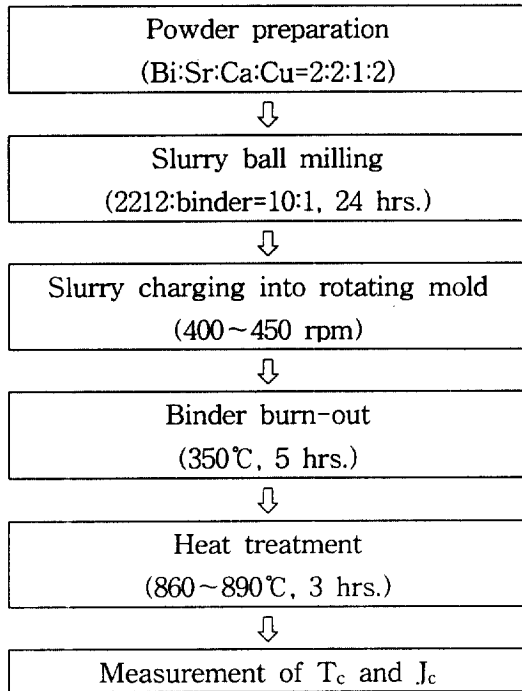 Powder preparation
(Bi:Sr:Ca:Cu=2:2:1:2)
Slurry ball milling
(2212:binder=10:1, 24 hrs.)
Slurry charging into rotating mold
(400~450 rpm)
Binder burn-out
(350℃, 5 hrs.)
Heat treatment
(860~890℃, 3 hrs.)
Measurement of Tc and Jc